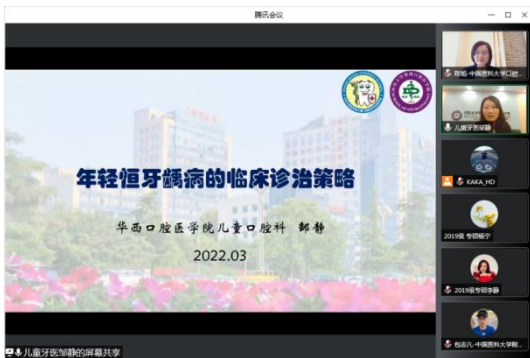 腾讯会议
年轻恒牙龋病的临床诊治策略
华西口腔医学院儿童口腔科 邹静
2022.03
儿童牙医邹静的屏幕共享
儿童牙医邹静
KAKA_HD
2019级 专硕杨宁
2019级专硕李静